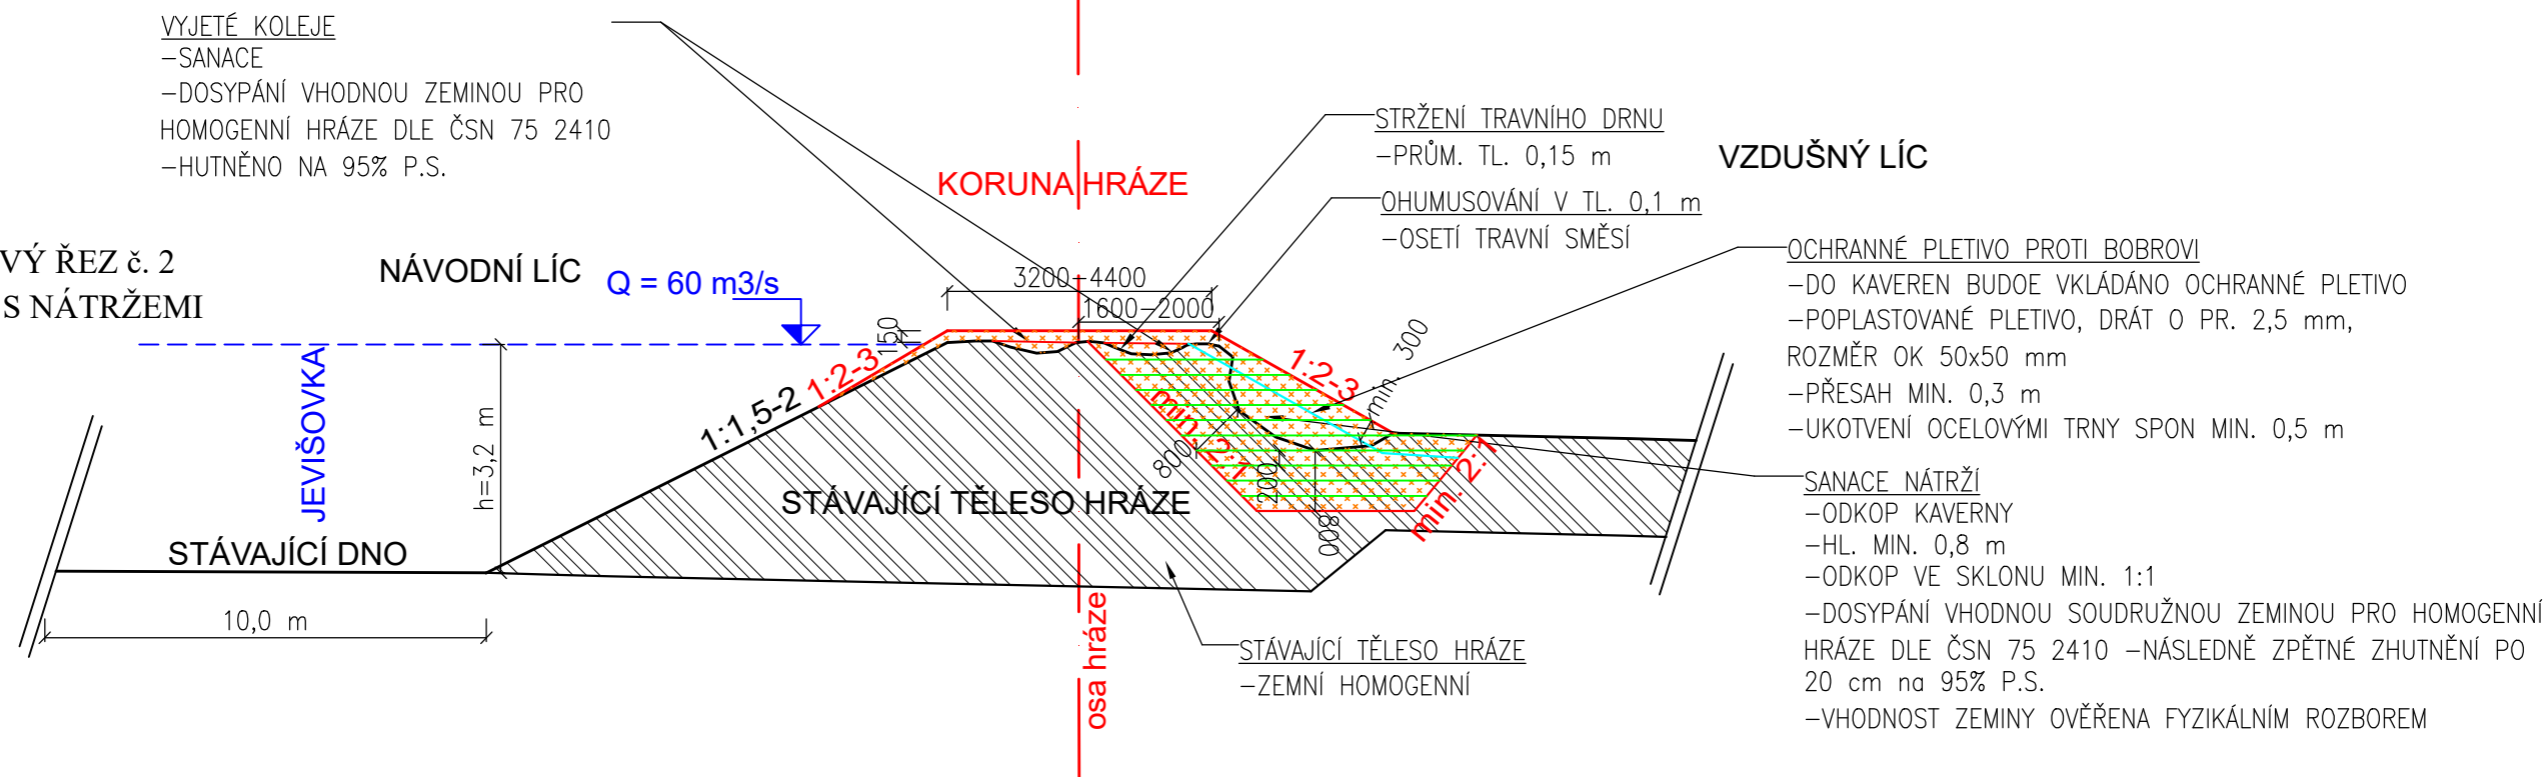 VYJETÉ KOLEJE
-SANACE
-DOSYPÁNÍ VHODNOU ZEMINOU PRO
HOMOGENNÍ HRÁZE DLE ČSN 75 2410
-HUTNĚNO NA 95% P.S.
VÝ ŘEZ č. 2
S NÁTRŽEMI
NÁVODNÍ LÍC
Q = 60 m3/s
KORUNA HRÁZE
STRŽENÍ TRAVNÍHO DRNU
-PRŮM. TL. 0,15 m
VZDUŠNÝ LÍC
OHUMUSOVÁNÍ V TL. 0,1 m
-OSETÍ TRAVNÍ SMĚSÍ
OCHRANNÉ PLETIVO PROTI BOBROVI
-DO KAVEREN BUDOE VKLÁDÁNO OCHRANNÉ PLETIVO
-POPLASTOVANÉ PLETIVO, DRÁT O PR. 2,5 mm,
ROZMĚR OK 50x50 mm
-PŘESAH MIN. 0,3 m
-UKOTVENÍ OCELOVÝMI TRNY SPON MIN. 0,5 m
3200-4400
1600-2000
150
1:2-3
1:1,5-2
1:2-3
min. 300
min. 2:1
800
200
800
min. 2:1
JEVIŠOVKA
h=3,2 m
STÁVAJÍCÍ TĚLESO HRÁZE
STÁVAJÍCÍ DNO
10,0 m
osa hráze
STÁVAJÍCÍ TĚLESO HRÁZE
-ZEMNÍ HOMOGENNÍ
SANACE NÁTRŽÍ
-ODKOP KAVERNY
-HL. MIN. 0,8 m
-ODKOP VE SKLONU MIN. 1:1
-DOSYPÁNÍ VHODNOU SOUDRUŽNOU ZEMINOU PRO HOMOGENNÍ
HRÁZE DLE ČSN 75 2410 -NÁSLEDNĚ ZPĚTNÉ ZHUTNĚNÍ PO
20 cm na 95% P.S.
-VHODNOST ZEMINY OVĚŘENA FYZIKÁLNÍM ROZBOREM